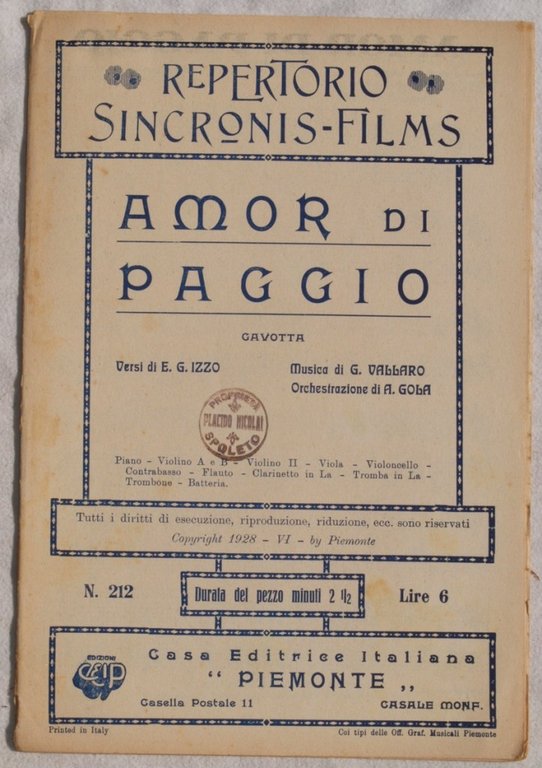 REPERTORIO
SINCRONIS-FILMS
AMOR DI
PAGGIO
GAVOTTA
Versi di E. G. IZZO
Musica di G. VALLARO
Orchestrazione di A. GOLA
PROPRIETÀ
PLACIDO NICOLAI
SPOLETO
Piano - Violino A e B - Violino II - Viola - Violoncello -
Contrabasso - Flauto - Clarinetto in La - Tromba in La -
Trombone - Batteria.
Tutti i diritti di esecuzione, riproduzione, riduzione, ecc. sono riservati
Copyright 1928 - VI - by Piemonte
N. 212
Durata del pezzo minuti 2 1/2
Lire 6
EDIZIONI
CEIP
Casa Editrice Italiana
" PIEMONTE „
Casella Postale 11
CASALE MONF.
Printed in Italy
Coi tipi delle Off. Graf. Musicali Piemonte